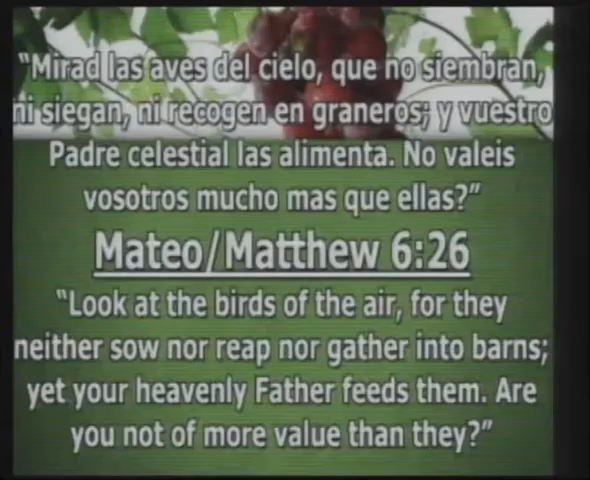 “Mirad las aves del cielo, que no siembran,
ni siegan, ni recogen en graneros; y vuestro
Padre celestial las alimenta. No valeis
vosotros mucho mas que ellas?”
Mateo/Matthew 6:26
“Look at the birds of the air, for they
neither sow nor reap nor gather into barns;
yet your heavenly Father feeds them. Are
you not of more value than they?”